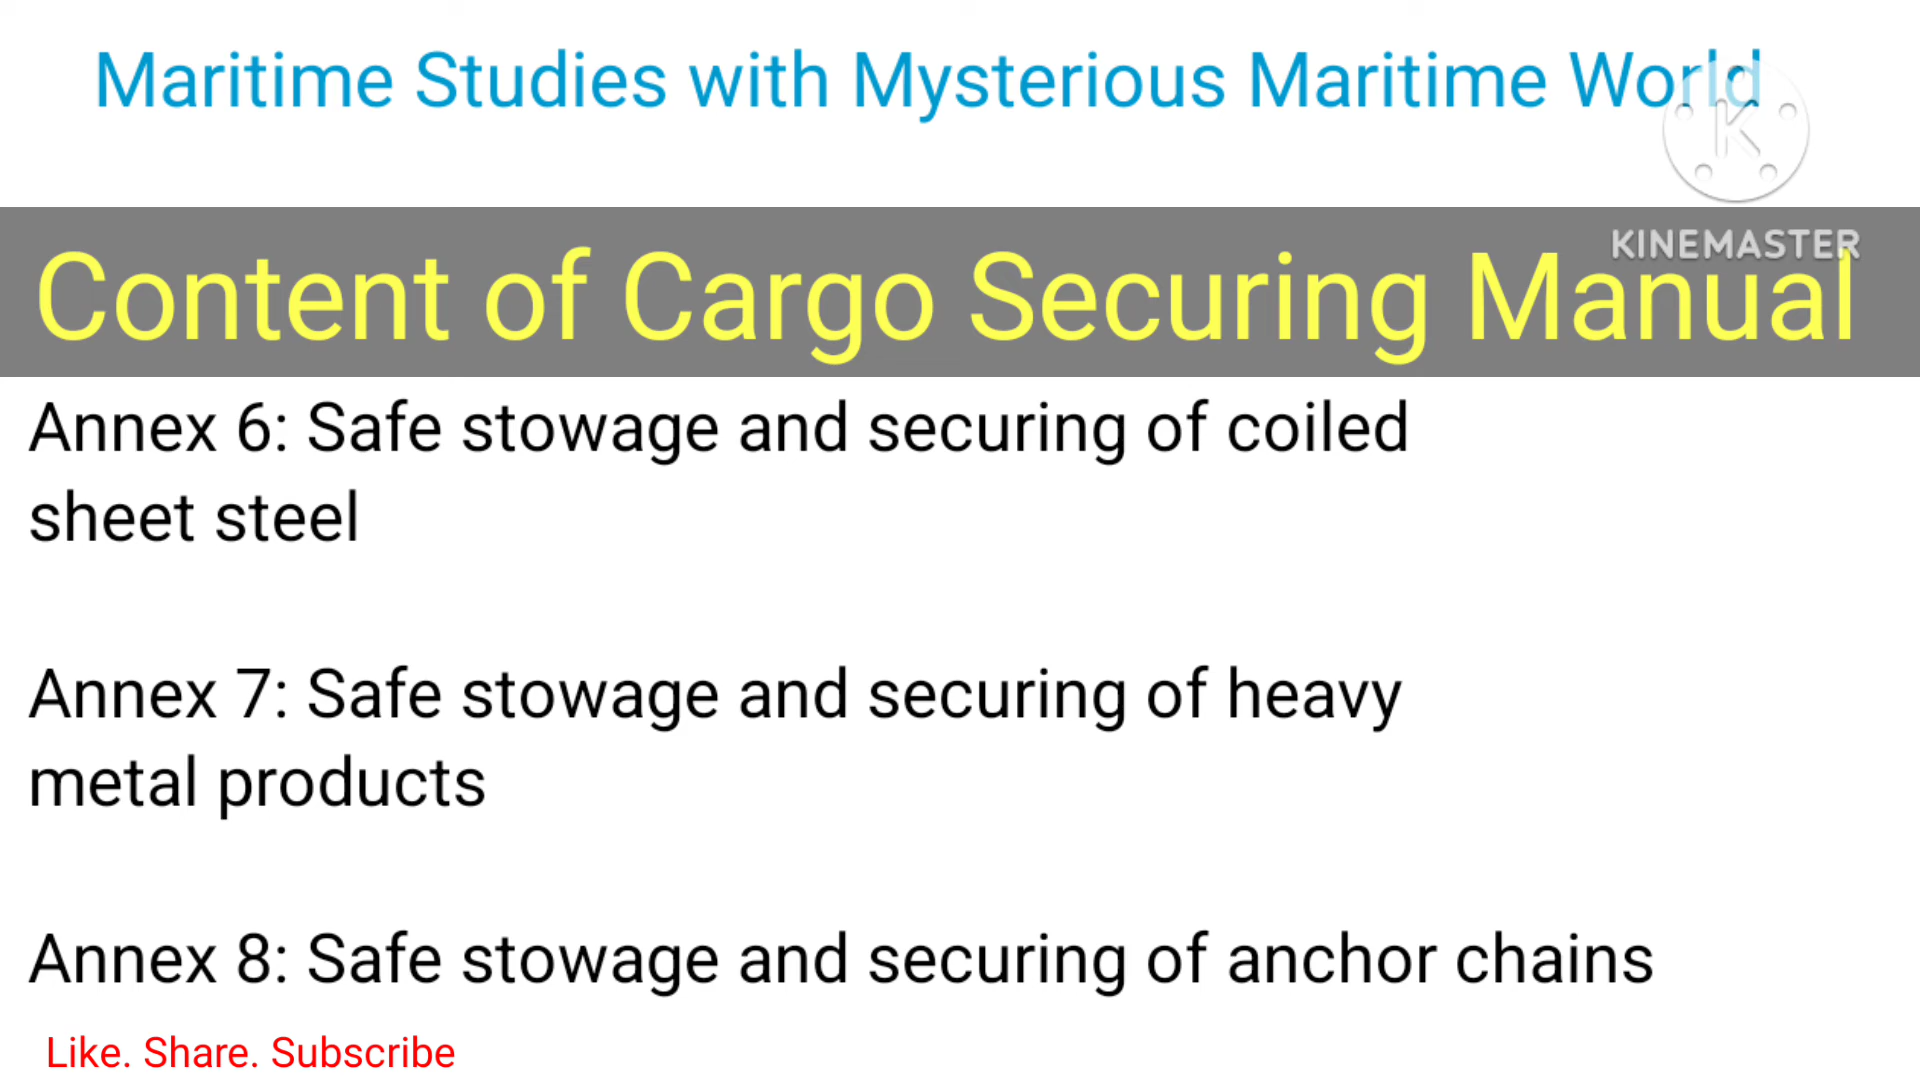 Maritime Studies with Mysterious Maritime World
K
KINEMASTER
Content of Cargo Securing Manual
Annex 6: Safe stowage and securing of coiled
sheet steel
Annex 7: Safe stowage and securing of heavy
metal products
Annex 8: Safe stowage and securing of anchor chains
Like. Share. Subscribe